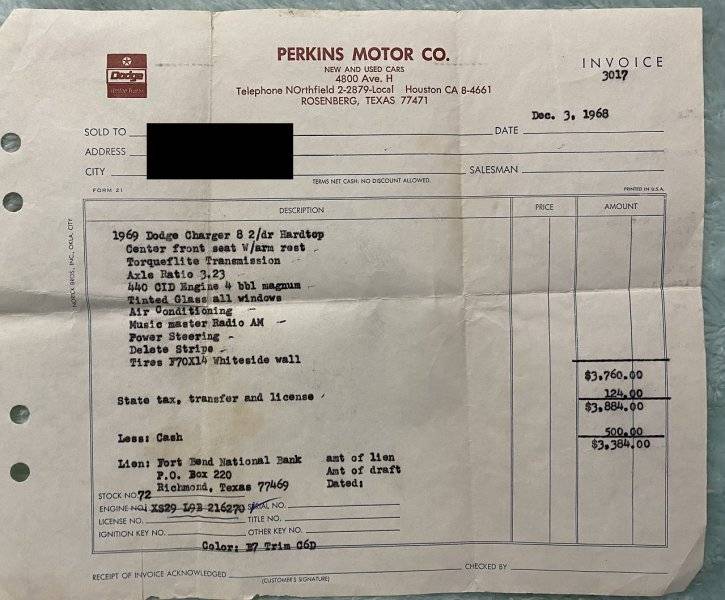 Dodge
PERKINS MOTOR CO.
NEW AND USED CARS
4800 Ave. H
Telephone NOrthfield 2-2879-Local Houston CA 8-4661
ROSENBERG, TEXAS 77471
INVOICE
3017
Dec. 3, 1968
SOLD TO DATE
ADDRESS
CITY SALESMAN
TERMS NET CASH. NO DISCOUNT ALLOWED.
FORM 21 PRINTED IN U.S.A.
BROS., INC., OKLA. CITY
DESCRIPTION PRICE AMOUNT
1969 Dodge Charger 8 2/dr Hardtop
Center front seat W/arm rest
Torqueflite Transmission
Axle Ratio 3.23
440 CID Engine 4 bbl magnum
Tinted Glass all windows
Air Conditioning
Music master Radio AM
Power Steering
Delete Stripe
Tires F70X14 Whiteside wall
$3,760.00
State tax, transfer and license 124.00
$3,884.00
Less: Cash 500.00
$3,384.00
Lien: Fort Bend National Bank amt of lien
P.O. Box 220 Amt of draft
Richmond, Texas 77469 Dated:
STOCK NO. 72
ENGINE NO. XS29 L9B 216270 SERIAL NO.
LICENSE NO. TITLE NO.
IGNITION KEY NO. OTHER KEY NO.
Color: B7 Trim C6D
RECEIPT OF INVOICE ACKNOWLEDGED CHECKED BY
(CUSTOMER'S SIGNATURE)